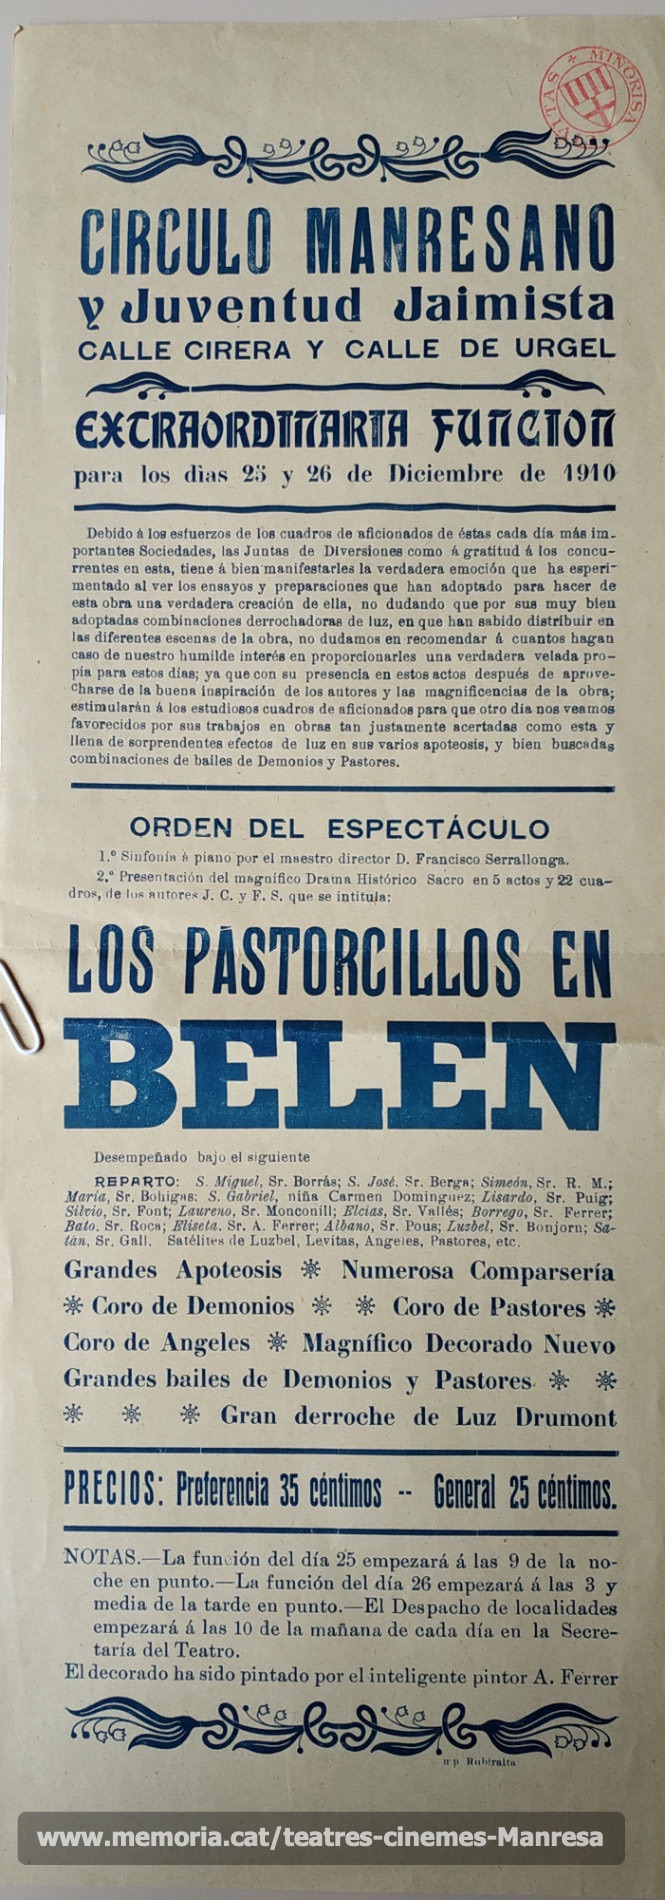 CIVITAS * MINORISA
CIRCULO MANRESANO
y Juventud Jaimista
CALLE CIRERA Y CALLE DE URGEL
EXTRAORDINARIA FUNCION
para los dias 25 y 26 de Diciembre de 1910
Debido á los esfuerzos de los cuadros de aficionados de éstas cada día más im-
portantes Sociedades, las Juntas de Diversiones como á gratitud á los concu-
rrentes en esta, tiene á bien manifestarles la verdadera emoción que ha experi-
mentado al ver los ensayos y preparaciones que han adoptado para hacer de
esta obra una verdadera creación de ella, no dudando que por sus muy bien
adoptadas combinaciones derrochadoras de luz, en que han sabido distribuir en
las diferentes escenas de la obra, no dudamos en recomendar á cuantos hagan
caso de nuestro humilde interés en proporcionarles una verdadera velada pro-
pia para estos días; ya que con su presencia en estos actos después de aprove-
charse de la buena inspiración de los autores y las magnificencias de la obra,
estimularán á los estudiosos cuadros de aficionados para que otro día nos veamos
favorecidos por sus trabajos en obras tan justamente acertadas como esta y
llena de sorprendentes efectos de luz en sus varios apoteosis, y bien buscadas
combinaciones de bailes de Demonios y Pastores.
ORDEN DEL ESPECTÁCULO
1.º Sinfonía á piano por el maestro director D. Francisco Serrallonga.
2.º Presentación del magnífico Drama Histórico Sacro en 5 actos y 22 cua-
dros, de los autores J. C. y F. S. que se intitula:
LOS PASTORCILLOS EN
BELEN
Desempeñado bajo el siguiente
REPARTO: S. Miguel, Sr. Borrás; S. José. Sr. Berga; Simeón, Sr. R. M.;
María, Sr. Bohigas: S. Gabriel, niña Carmen Dominguez; Lisardo, Sr. Puig;
Silvio, Sr. Font; Laureno, Sr. Monconill; Elcias, Sr. Vallés; Borrego, Sr. Ferrer;
Bato. Sr. Roca; Eliseta. Sr. A. Ferrer; Albano, Sr. Pous; Luzbel, Sr. Bonjorn; Sa-
tán, Sr. Gall. Satélites de Luzbel, Levitas, Angeles, Pastores, etc.
Grandes Apoteosis * Numerosa Comparsería
* Coro de Demonios * * Coro de Pastores *
Coro de Angeles * Magnífico Decorado Nuevo
Grandes bailes de Demonios y Pastores * *
* * * Gran derroche de Luz Drumont
PRECIOS: Preferencia 35 céntimos -- General 25 céntimos.
NOTAS.—La función del día 25 empezará á las 9 de la no-
che en punto.—La función del día 26 empezará á las 3 y
media de la tarde en punto.—El Despacho de localidades
empezará á las 10 de la mañana de cada día en la Secre-
taría del Teatro.
El decorado ha sido pintado por el inteligente pintor A. Ferrer
Rubiralta
www.memoria.cat/teatres-cinemes-Manresa